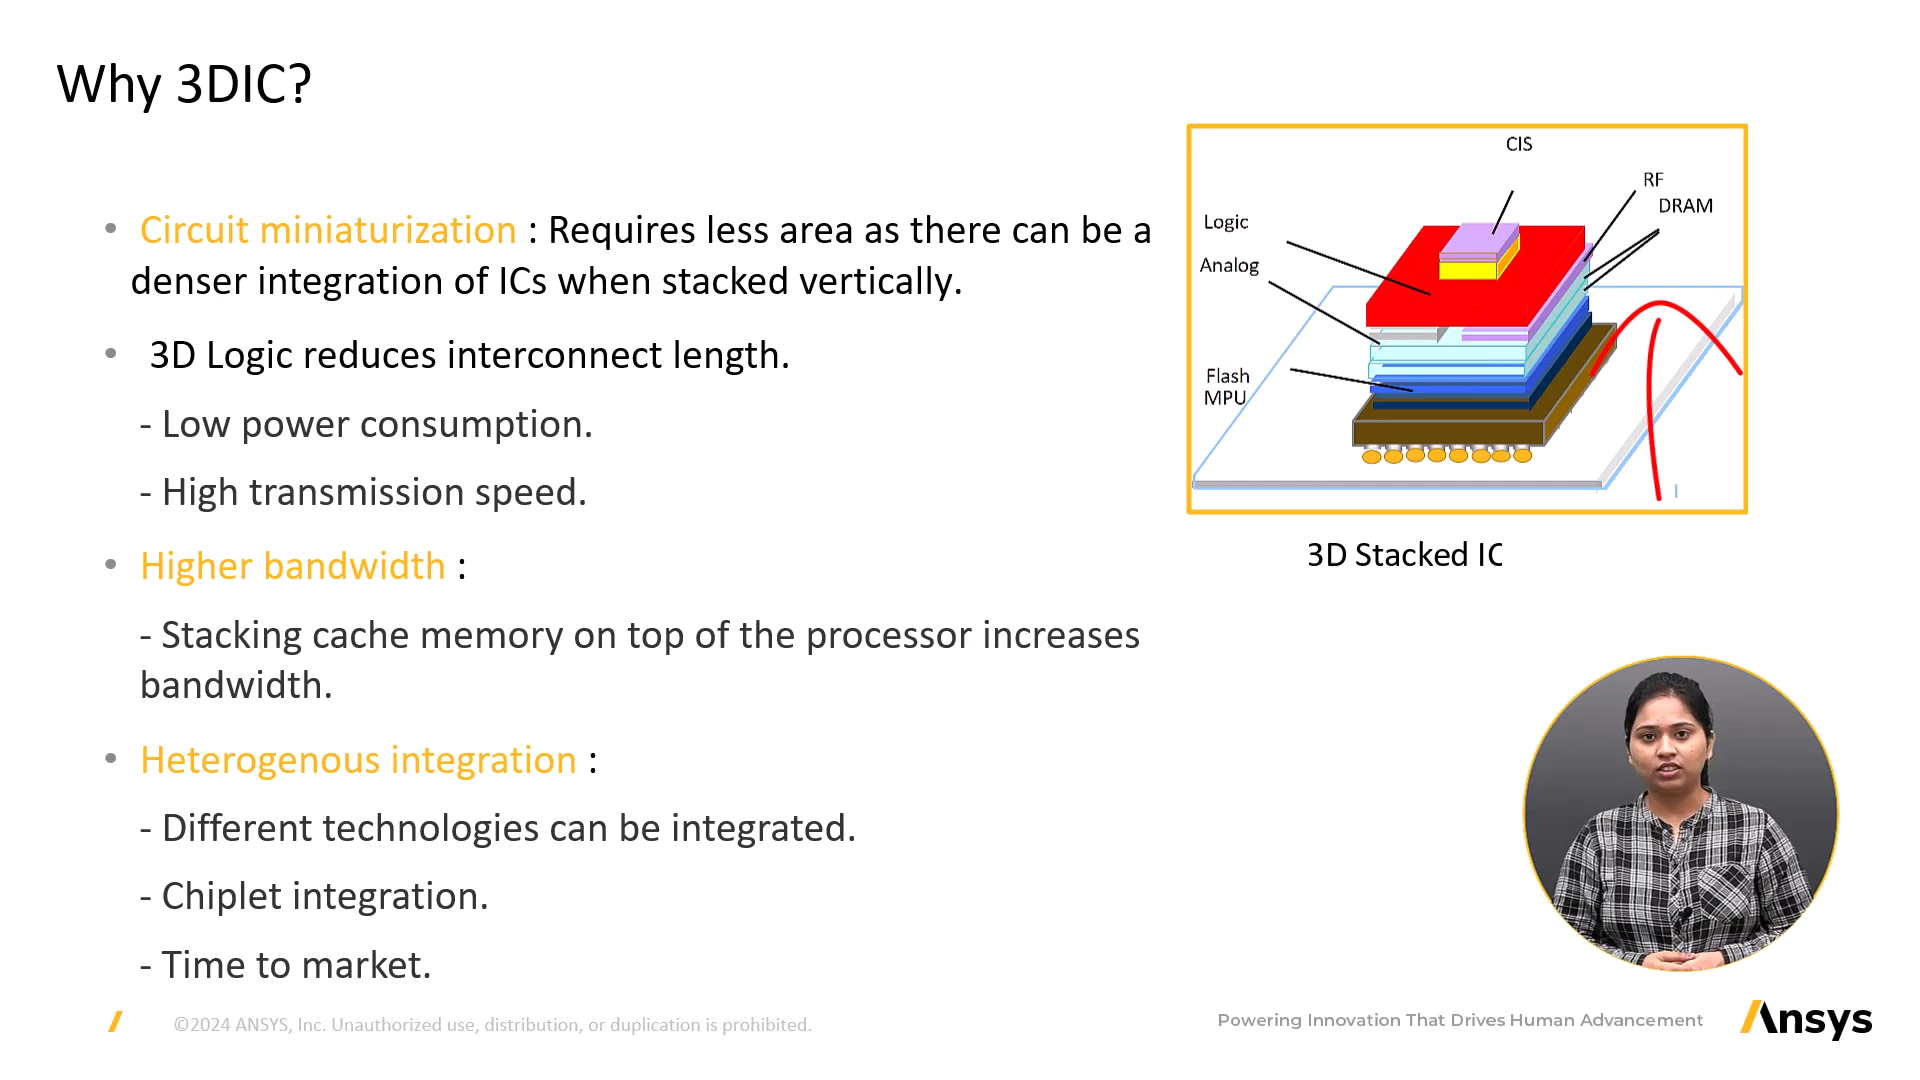 Why 3DIC?
• Circuit miniaturization : Requires less area as there can be a
denser integration of ICs when stacked vertically.
• 3D Logic reduces interconnect length.
- Low power consumption.
- High transmission speed.
• Higher bandwidth :
- Stacking cache memory on top of the processor increases
bandwidth.
• Heterogenous integration :
- Different technologies can be integrated.
- Chiplet integration.
- Time to market.
CIS
RF
DRAM
Logic
Analog
Flash
MPU
3D Stacked IC
©2024 ANSYS, Inc. Unauthorized use, distribution, or duplication is prohibited.
Powering Innovation That Drives Human Advancement
Ansys